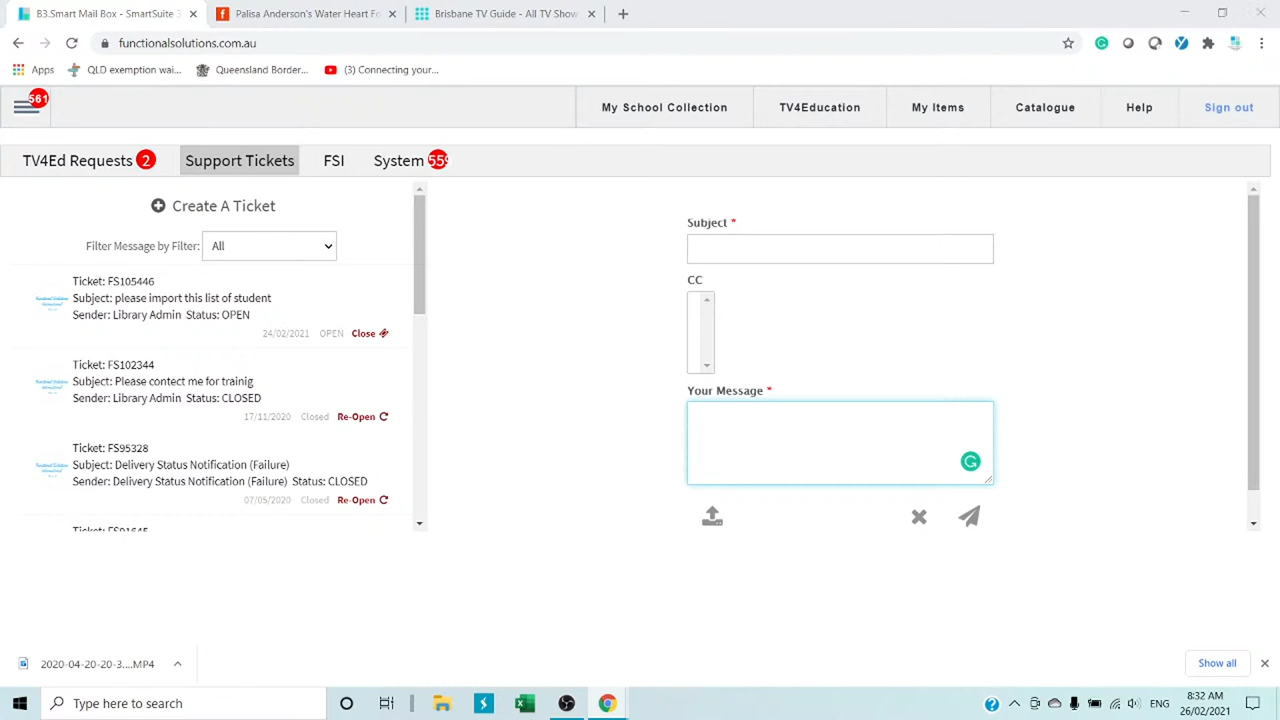 B3.Smart Mail Box - SmartSuite 3
Palisa Anderson's Water Heart Fo
Brisbane TV Guide - All TV Show
functionalsolutions.com.au
Apps
QLD exemption wai...
Queensland Border...
(3) Connecting your...
561
My School Collection
TV4Education
My Items
Catalogue
Help
Sign out
TV4Ed Requests 2
Support Tickets
FSI
System 559
Create A Ticket
Filter Message by Filter: All
Ticket: FS105446
Subject: please import this list of student
Sender: Library Admin Status: OPEN
24/02/2021 OPEN Close
Ticket: FS102344
Subject: Please contect me for trainig
Sender: Library Admin Status: CLOSED
17/11/2020 Closed Re-Open
Ticket: FS95328
Subject: Delivery Status Notification (Failure)
Sender: Delivery Status Notification (Failure) Status: CLOSED
07/05/2020 Closed Re-Open
Ticket: FS91645
Subject *
CC
Your Message *
2020-04-20-20-3....MP4
Show all
Type here to search
ENG
8:32 AM
26/02/2021